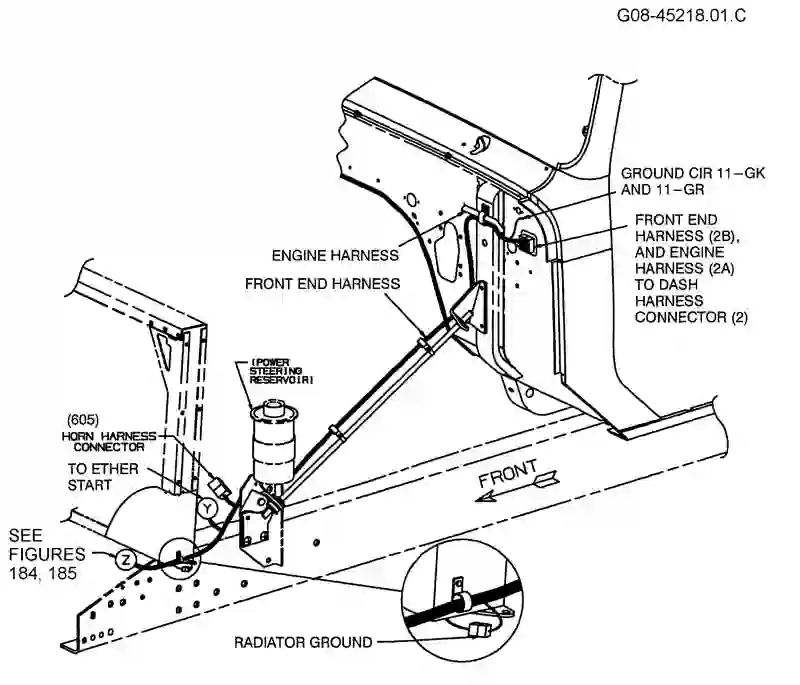 G08-45218.01.C
GROUND CIR 11-GK
AND 11-GR
FRONT END
HARNESS (2B),
AND ENGINE
HARNESS (2A)
TO DASH
HARNESS
CONNECTOR (2)
ENGINE HARNESS
FRONT END HARNESS
(POWER
STEERING
RESERVOIR)
(605)
HORN HARNESS
CONNECTOR
TO ETHER
START
Y
FRONT
SEE
FIGURES
184, 185
Z
RADIATOR GROUND